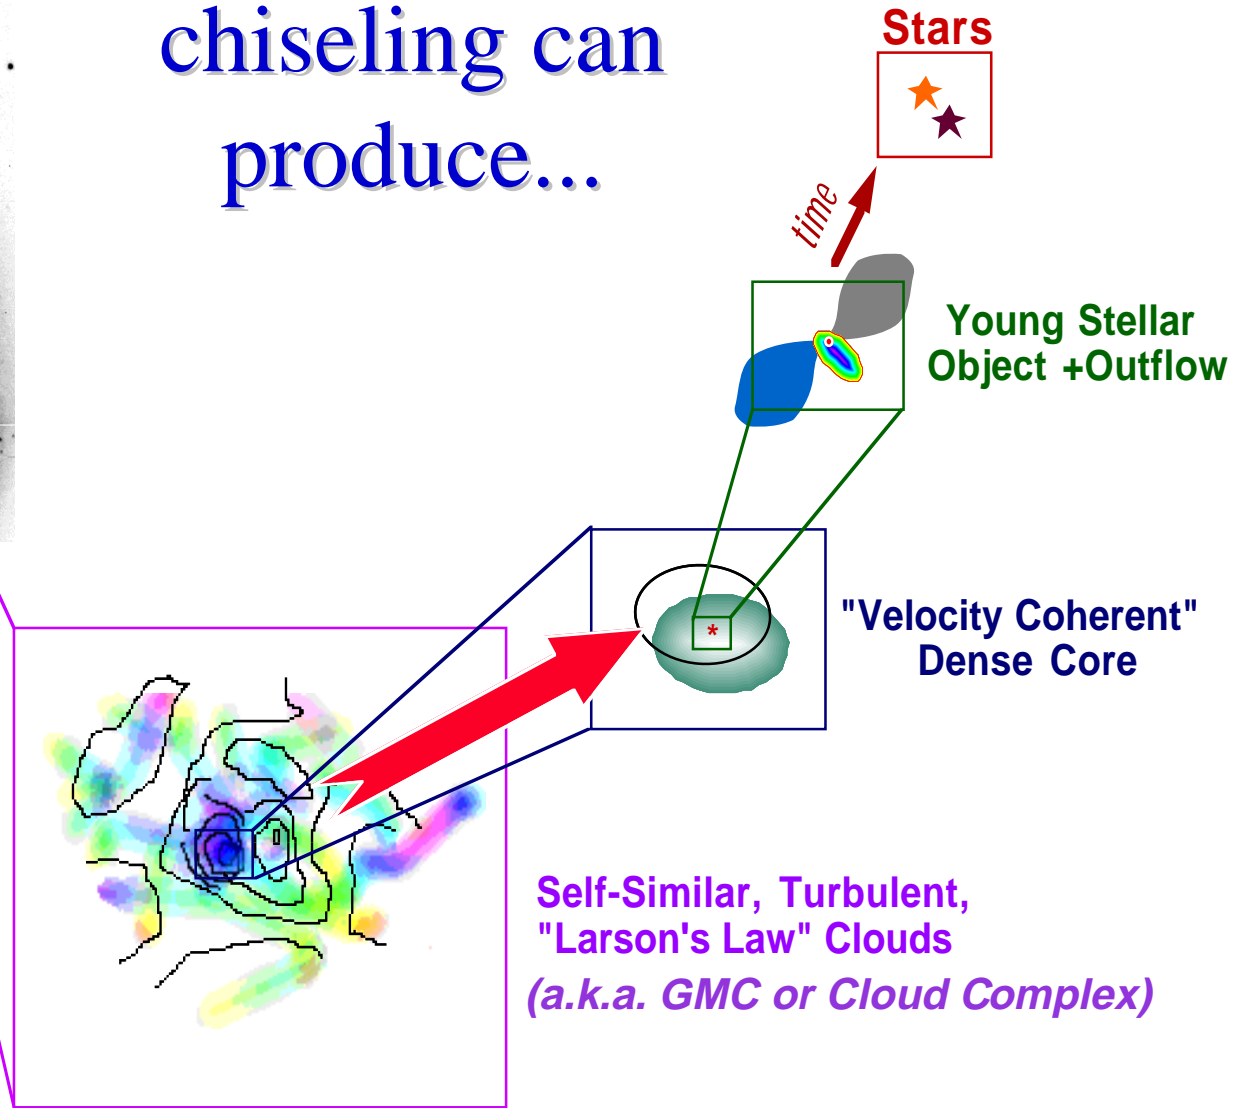 chiseling can
produce...
Stars
time
Young Stellar
Object +Outflow
*
"Velocity Coherent"
Dense Core
Self-Similar, Turbulent,
"Larson's Law" Clouds
(a.k.a. GMC or Cloud Complex)